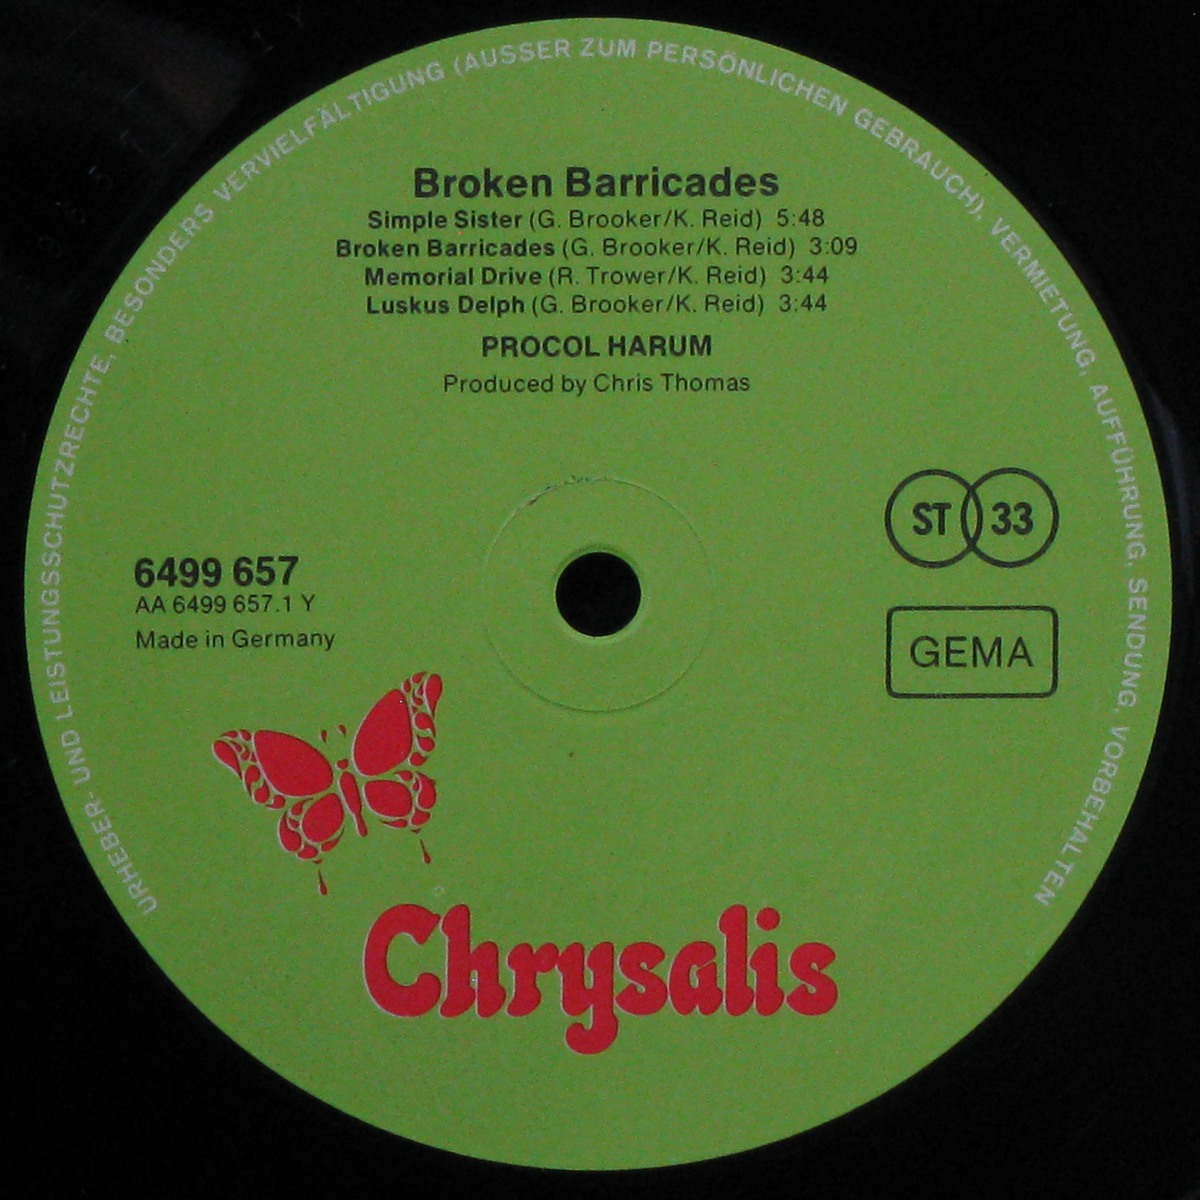 URHEBER- UND LEISTUNGSSCHUTZRECHTE, BESONDERS VERVIELFÄLTIGUNG (AUSSER ZUM PERSÖNLICHEN GEBRAUCH), VERMIETUNG, AUFFÜHRUNG, SENDUNG, VORBEHALTEN
Broken Barricades
Simple Sister (G. Brooker/K. Reid) 5:48
Broken Barricades (G. Brooker/K. Reid) 3:09
Memorial Drive (R. Trower/K. Reid) 3:44
Luskus Delph (G. Brooker/K. Reid) 3:44
PROCOL HARUM
Produced by Chris Thomas
ST 33
6499 657
AA 6499 657.1 Y
Made in Germany
GEMA
Chrysalis